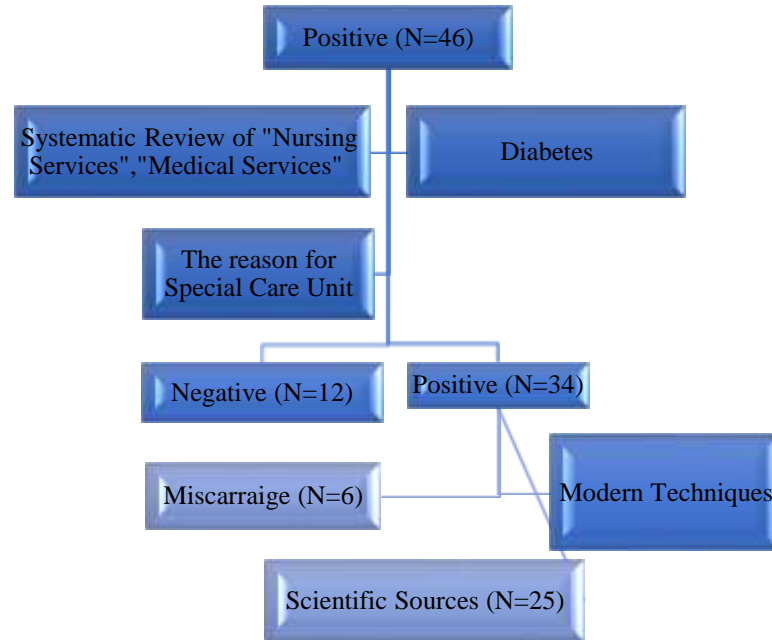 Positive (N=46)
Systematic Review of "Nursing
Services","Medical Services"
Diabetes
The reason for
Special Care Unit
Negative (N=12)
Positive (N=34)
Miscarraige (N=6)
Modern Techniques
Scientific Sources (N=25)